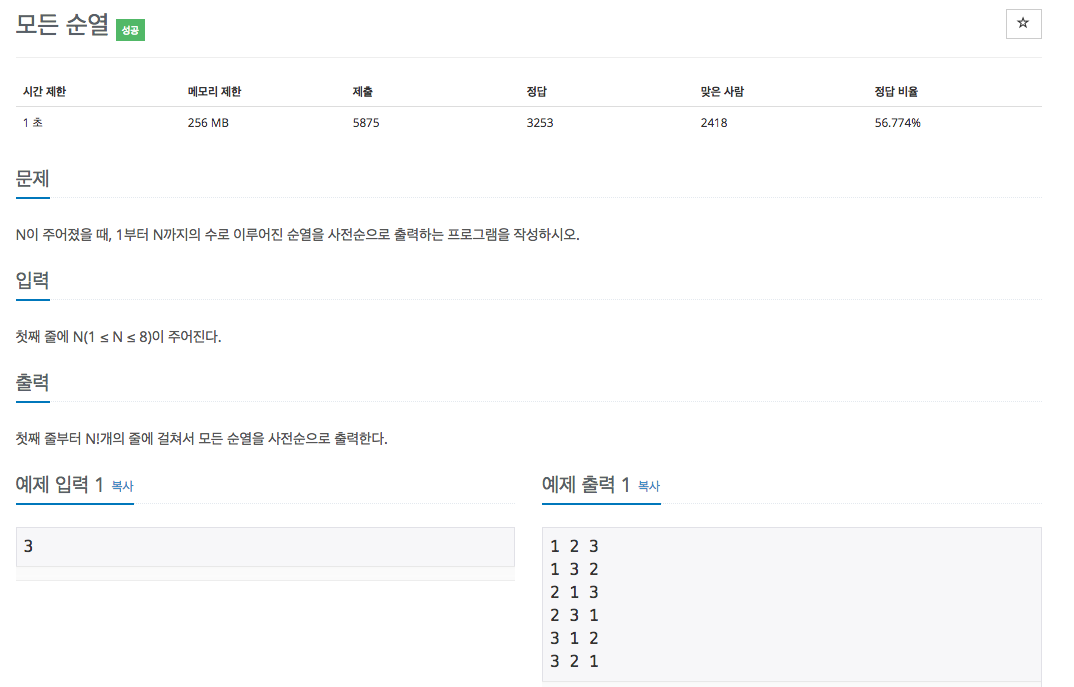 모든 순열 성공
☆
시간 제한 메모리 제한 제출 정답 맞은 사람 정답 비율
1 초 256 MB 5875 3253 2418 56.774%
문제
N이 주어졌을 때, 1부터 N까지의 수로 이루어진 순열을 사전순으로 출력하는 프로그램을 작성하시오.
입력
첫째 줄에 N(1 ≤ N ≤ 8)이 주어진다.
출력
첫째 줄부터 N!개의 줄에 걸쳐서 모든 순열을 사전순으로 출력한다.
예제 입력 1 복사
3
예제 출력 1 복사
1 2 3
1 3 2
2 1 3
2 3 1
3 1 2
3 2 1